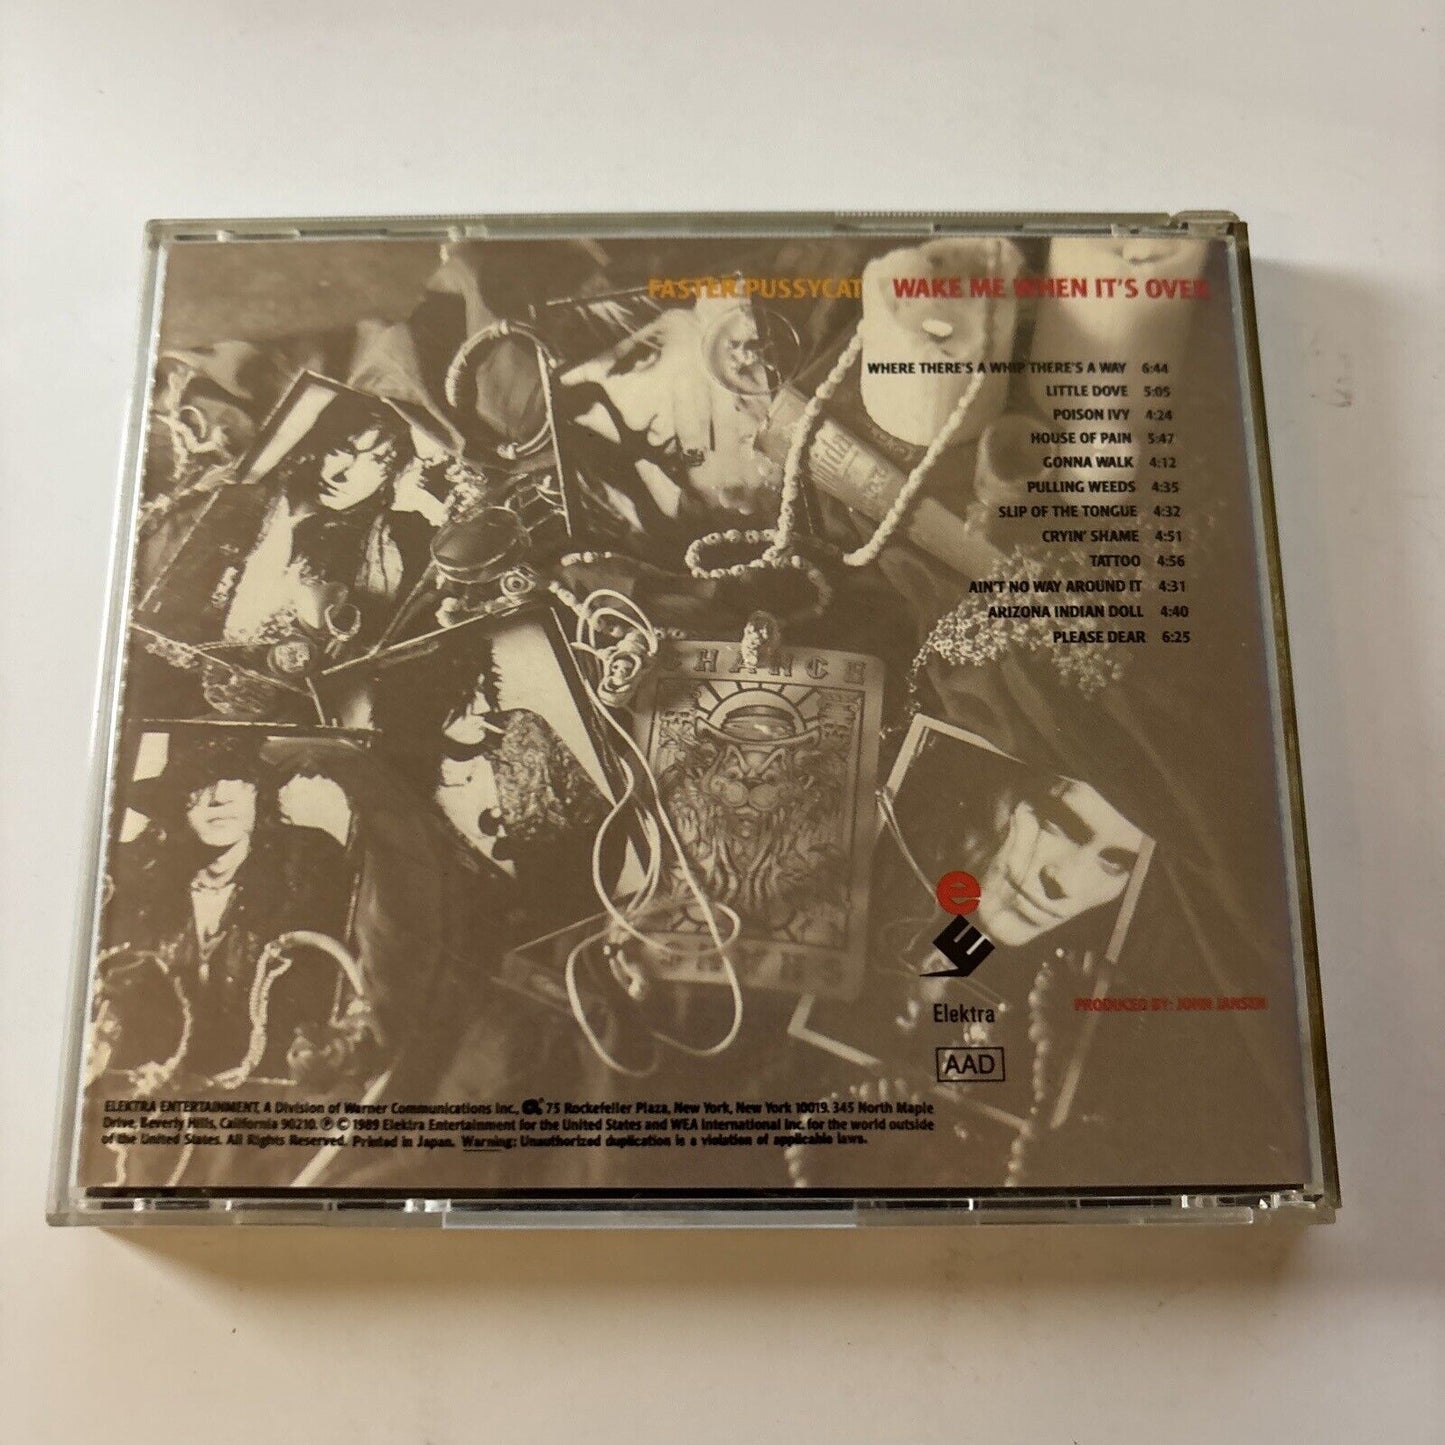 FASTER PUSSYCAT WAKE ME WHEN IT'S OVER
WHERE THERE'S A WHIP THERE'S A WAY 6:44
LITTLE DOVE 5:05
POISON IVY 4:24
HOUSE OF PAIN 5:47
GONNA WALK 4:12
PULLING WEEDS 4:35
SLIP OF THE TONGUE 4:32
CRYIN' SHAME 4:51
TATTOO 4:56
AIN'T NO WAY AROUND IT 4:31
ARIZONA INDIAN DOLL 4:40
PLEASE DEAR 6:25
CHANCE
e
E
Elektra
PRODUCED BY: JOHN JANSEN
AAD
ELEKTRA ENTERTAINMENT, A Division of Warner Communications Inc., 75 Rockefeller Plaza, New York, New York 10019. 345 North Maple
Drive, Beverly Hills, California 90210. ℗ © 1989 Elektra Entertainment for the United States and WEA International Inc. for the world outside
of the United States. All Rights Reserved. Printed in Japan. Warning: Unauthorized duplication is a violation of applicable laws.